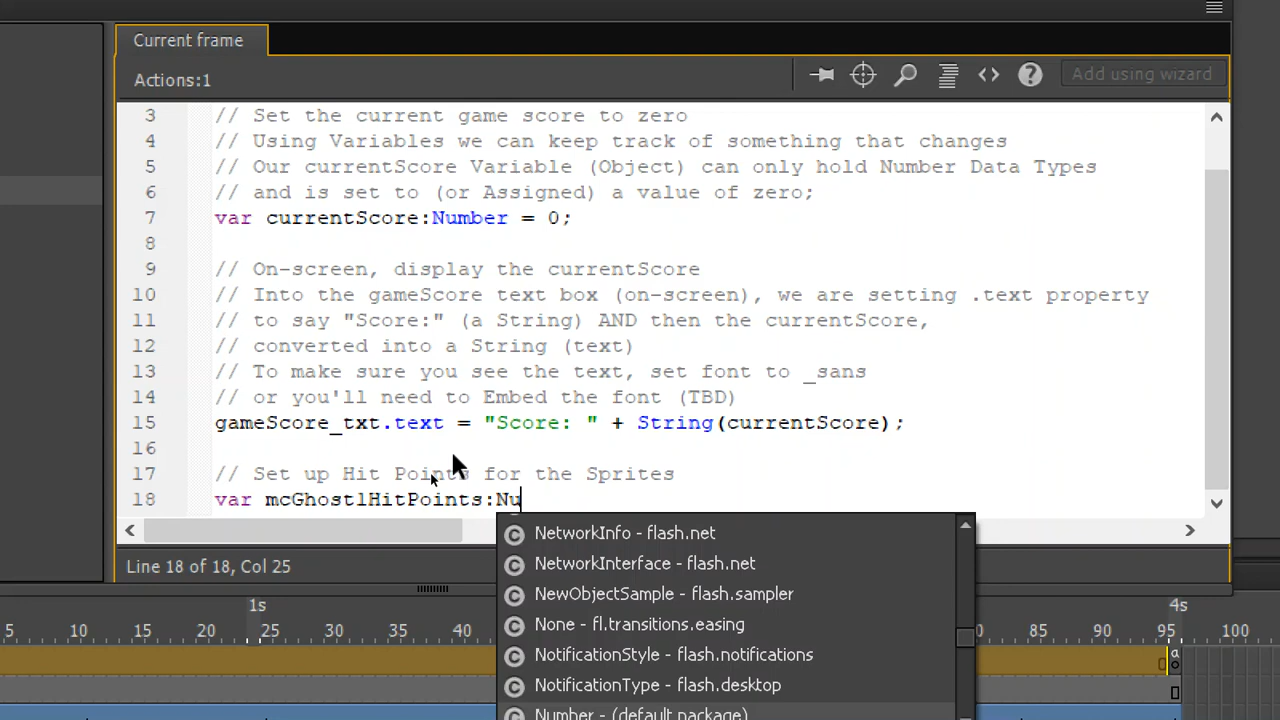 Current frame
Actions:1
Add using wizard
3 // Set the current game score to zero
4 // Using Variables we can keep track of something that changes
5 // Our currentScore Variable (Object) can only hold Number Data Types
6 // and is set to (or Assigned) a value of zero;
7 var currentScore:Number = 0;
8
9 // On-screen, display the currentScore
10 // Into the gameScore text box (on-screen), we are setting .text property
11 // to say "Score:" (a String) AND then the currentScore,
12 // converted into a String (text)
13 // To make sure you see the text, set font to _sans
14 // or you'll need to Embed the font (TBD)
15 gameScore_txt.text = "Score: " + String(currentScore);
16
17 // Set up Hit Points for the Sprites
18 var mcGhost1HitPoints:Nu
NetworkInfo - flash.net
NetworkInterface - flash.net
NewObjectSample - flash.sampler
None - fl.transitions.easing
NotificationStyle - flash.notifications
NotificationType - flash.desktop
Number - (default package)
Line 18 of 18, Col 25
1s 4s
5 10 15 20 25 30 35 40 0 85 90 95 100
a